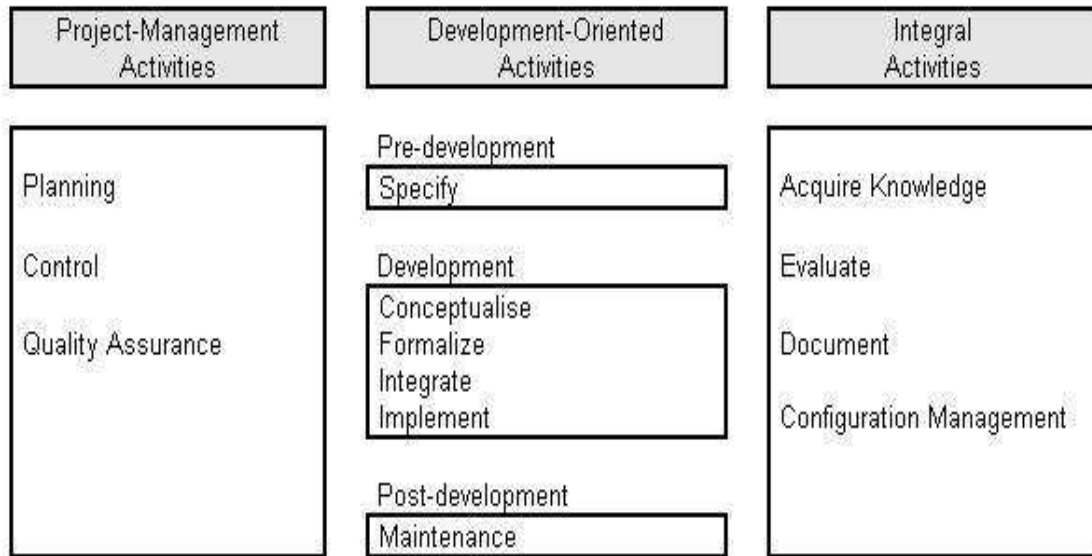 Project-Management
Activities
Planning
Control
Quality Assurance
Development-Oriented
Activities
Pre-development
Specify
Development
Conceptualise
Formalize
Integrate
Implement
Post-development
Maintenance
Integral
Activities
Acquire Knowledge
Evaluate
Document
Configuration Management